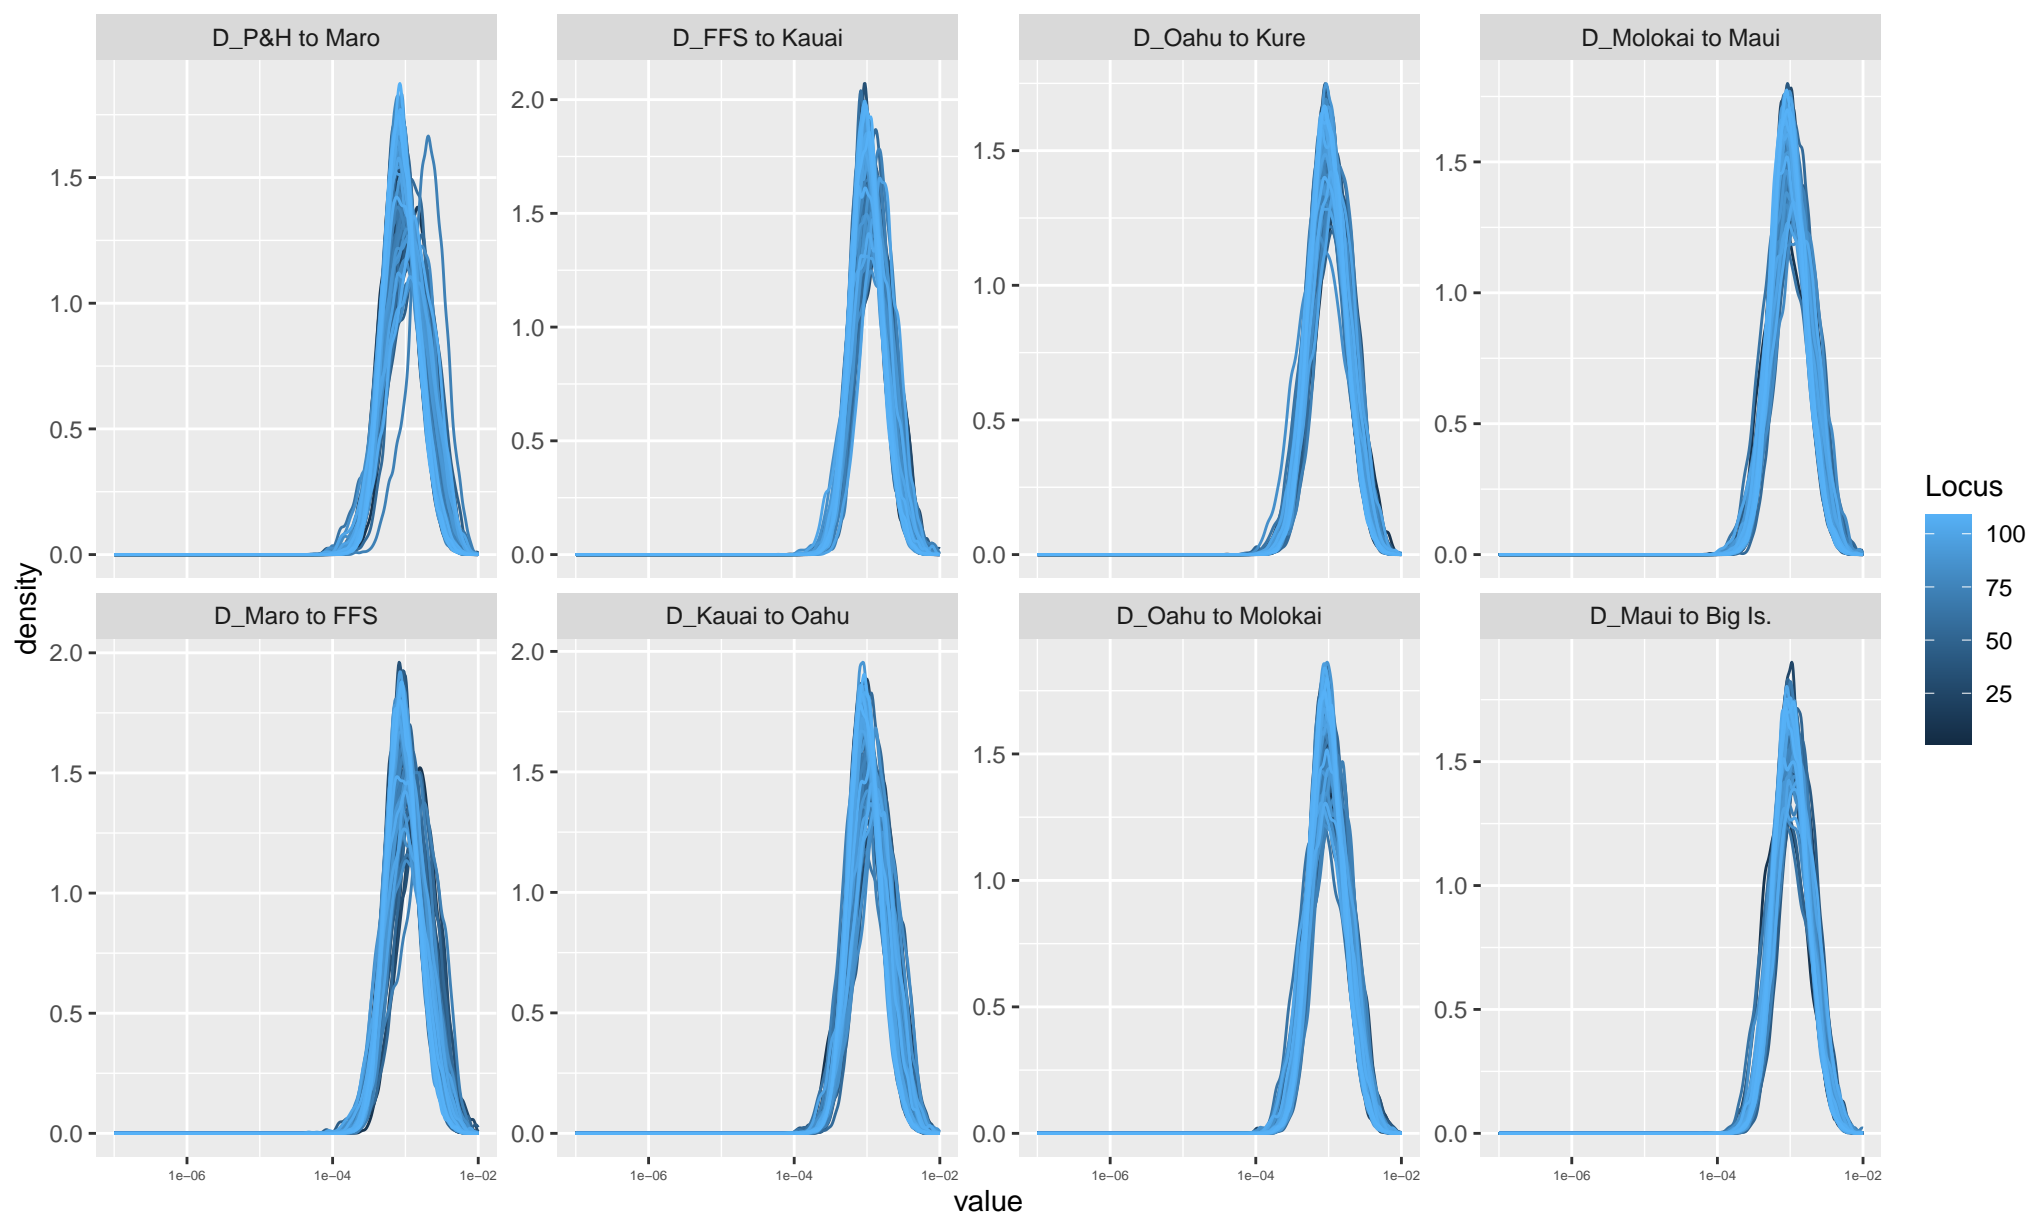 D_P&H to Maro
D_FFS to Kauai
D_Oahu to Kure
D_Molokai to Maui
1.5
1.0
0.5
0.0
2.0
1.5
1.0
0.5
0.0
1.5
1.0
0.5
0.0
1.5
1.0
0.5
0.0
D_Maro to FFS
D_Kauai to Oahu
D_Oahu to Molokai
D_Maui to Big Is.
2.0
1.5
1.0
0.5
0.0
2.0
1.5
1.0
0.5
0.0
1.5
1.0
0.5
0.0
1.5
1.0
0.5
0.0
1e−06 1e−04 1e−02
1e−06 1e−04 1e−02
1e−06 1e−04 1e−02
1e−06 1e−04 1e−02
value
density
Locus
100
75
50
25